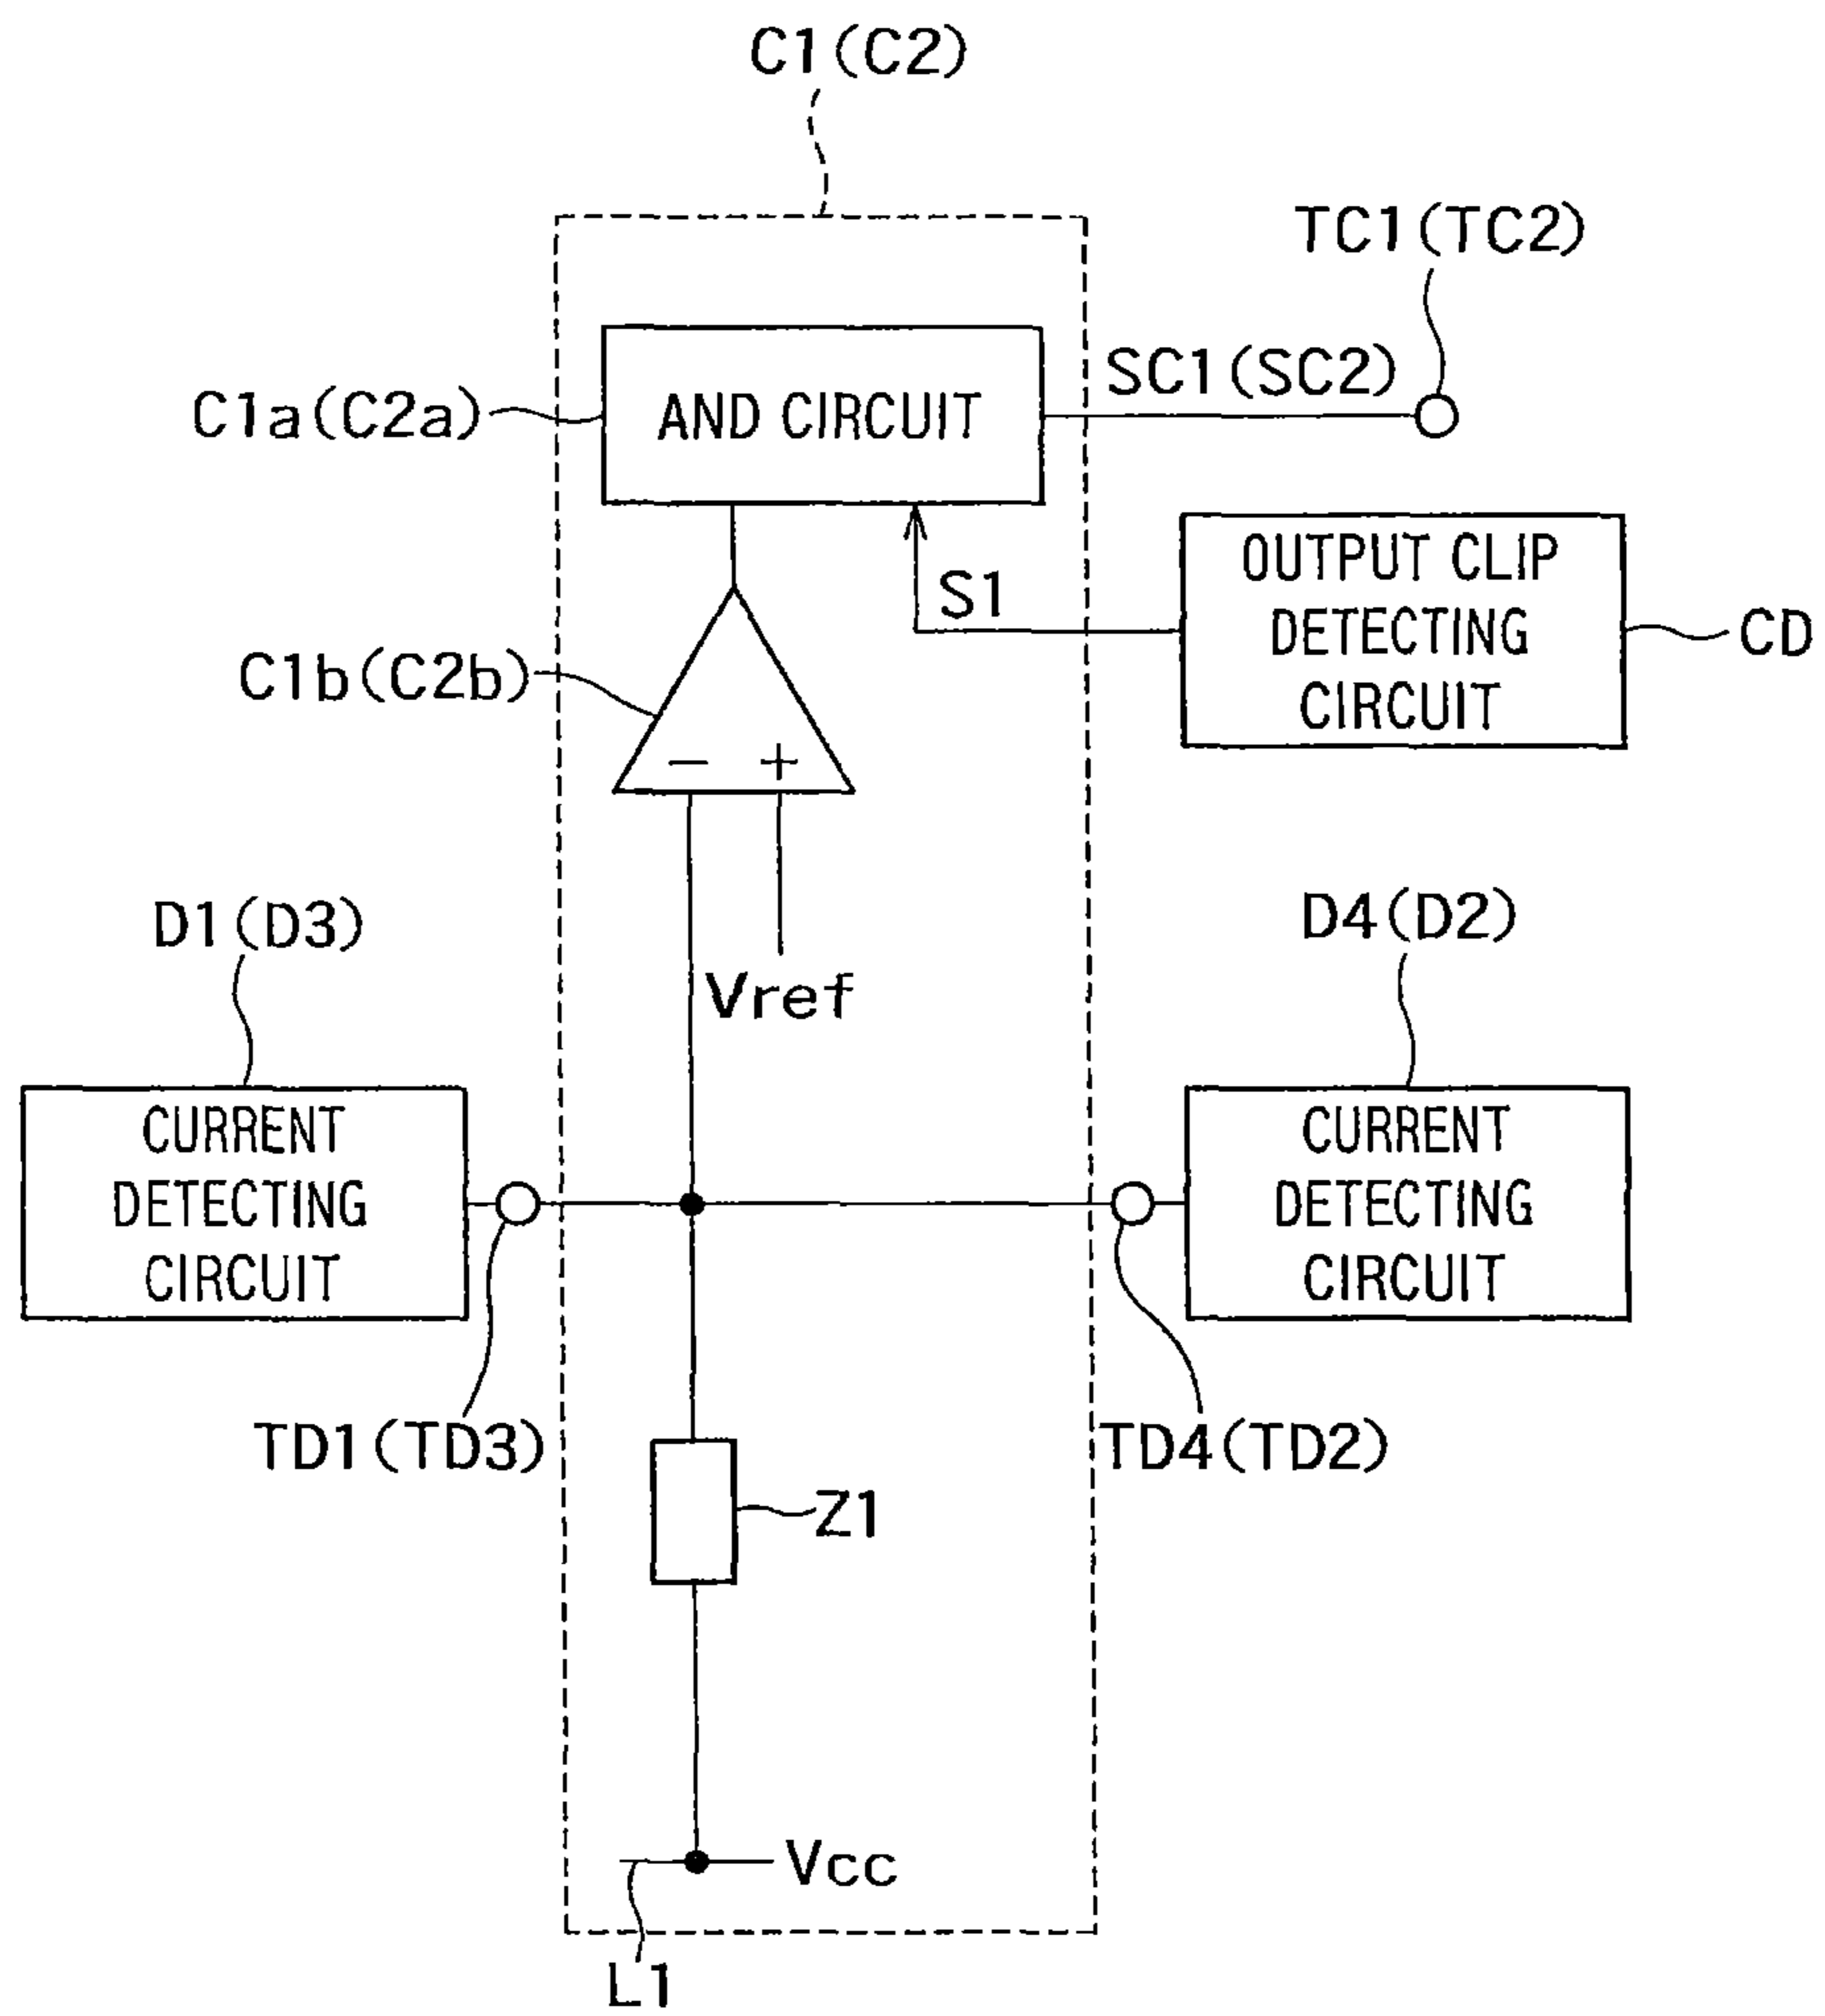 C1(C2)
TC1(TC2)
SC1(SC2)
C1a(C2a)
AND CIRCUIT
OUTPUT CLIP
DETECTING
CIRCUIT
S1
CD
C1b(C2b)
− +
D1(D3)
D4(D2)
Vref
CURRENT
DETECTING
CIRCUIT
CURRENT
DETECTING
CIRCUIT
TD1(TD3)
TD4(TD2)
Z1
Vcc
L1